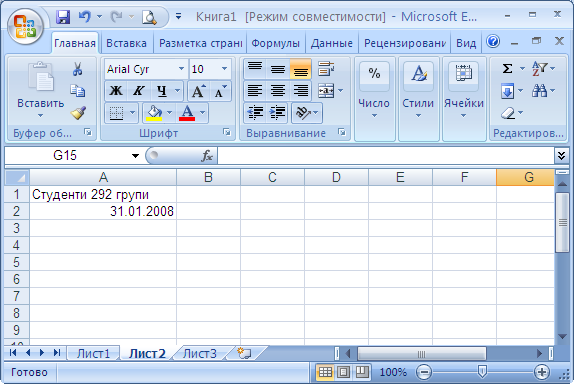 Книга1 [Режим совместимости] - Microsoft E...
Главная Вставка Разметка страни Формулы Данные Рецензировани Вид
Вставить
Буфер об...
Arial Cyr 10
Ж К Ч А
Шрифт
Выравнивание
%
Число
Стили
Ячейки
Σ
Редактиров...
G15 fx
A B C D E F G
1 Студенти 292 групи
2 31.01.2008
3
4
5
6
7
8
9
10
Лист1 Лист2 Лист3
Готово 100%